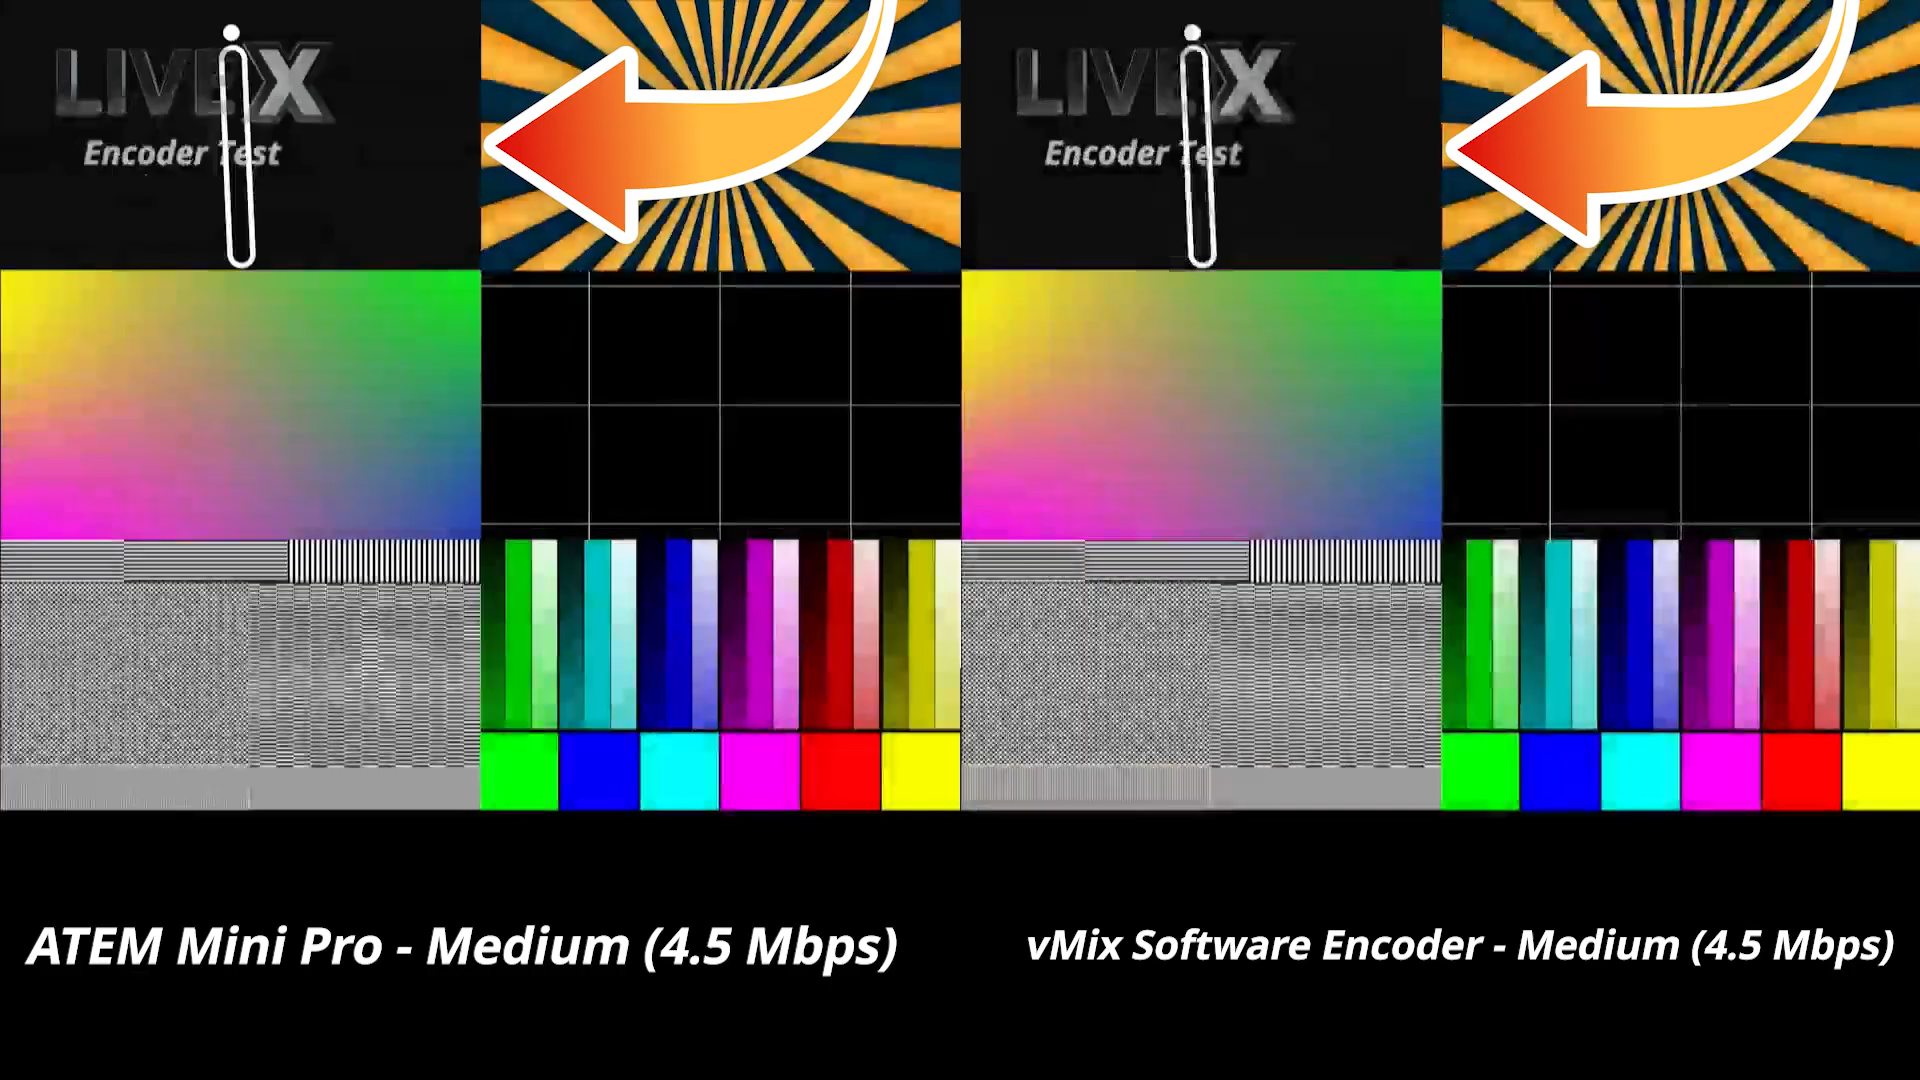 LIVEX
Encoder Test
LIVEX
Encoder Test
ATEM Mini Pro - Medium (4.5 Mbps)
vMix Software Encoder - Medium (4.5 Mbps)